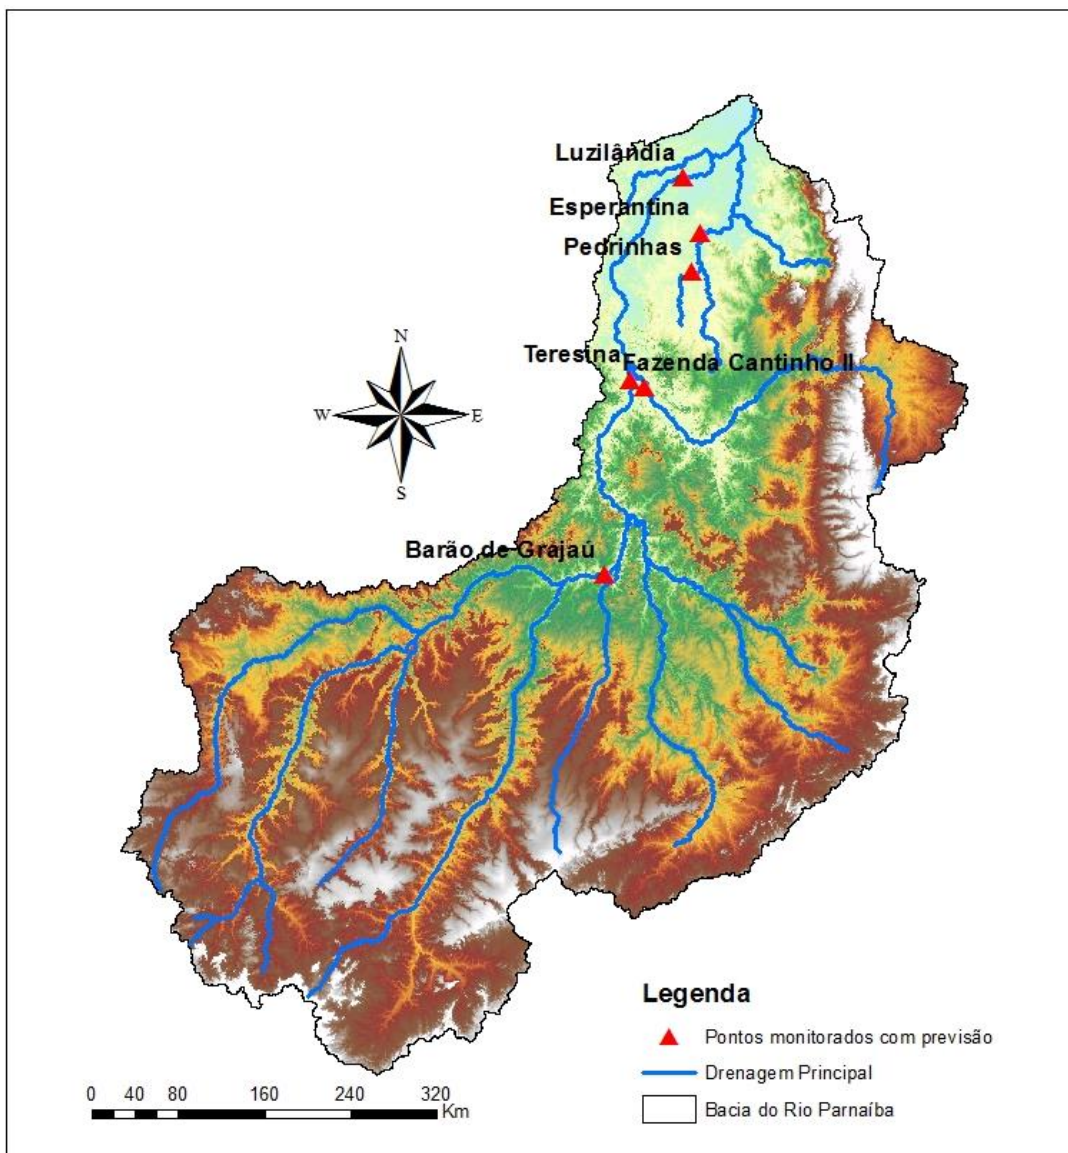 Luzilândia
Esperantina
Pedrinhas
N
Teresina
Fazenda Cantinho II
W
E
S
Barão de Grajaú
Legenda
Pontos monitorados com previsão
Drenagem Principal
Bacia do Rio Parnaíba
0 40 80 160 240 320
Km